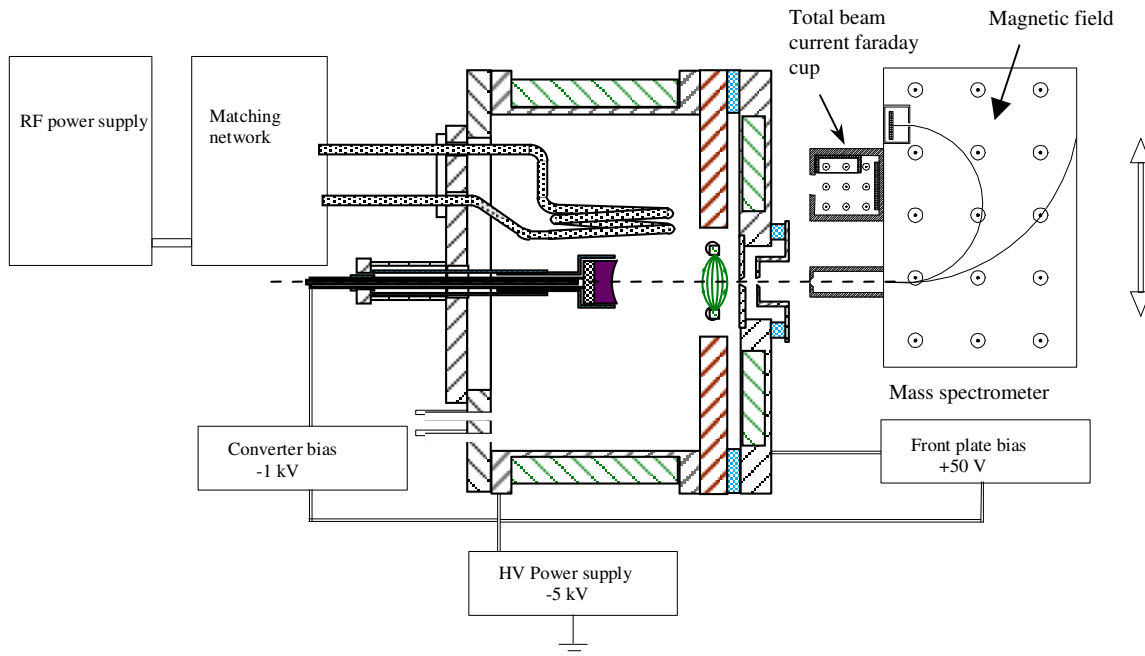 Total beam
current faraday
cup
Magnetic field
RF power supply
Matching
network
Mass spectrometer
Converter bias
-1 kV
Front plate bias
+50 V
HV Power supply
-5 kV